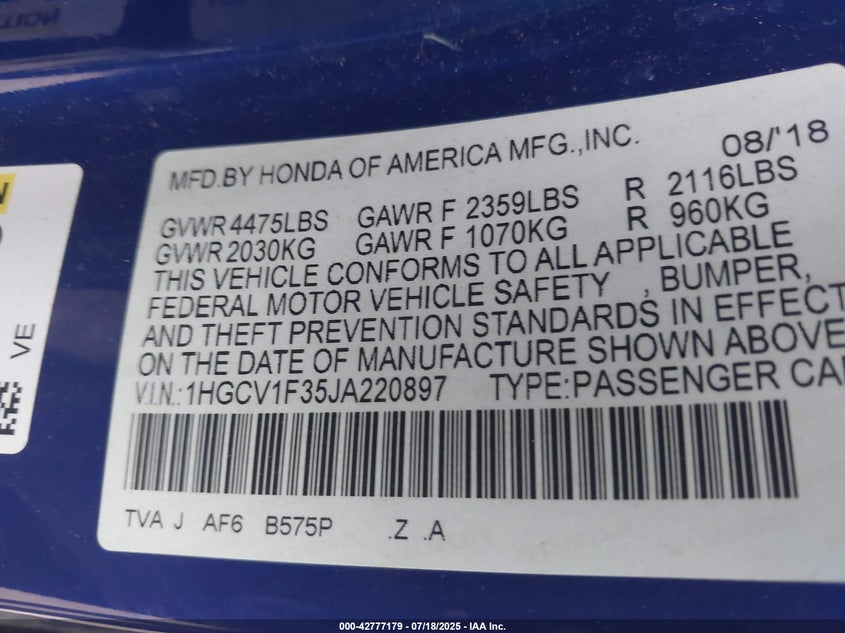 MFD.BY HONDA OF AMERICA MFG.,INC. 08/'18
GVWR 4475LBS GAWR F 2359LBS R 2116LBS
GVWR 2030KG GAWR F 1070KG R 960KG
THIS VEHICLE CONFORMS TO ALL APPLICABLE
FEDERAL MOTOR VEHICLE SAFETY , BUMPER,
AND THEFT PREVENTION STANDARDS IN EFFECT
ON THE DATE OF MANUFACTURE SHOWN ABOVE
V.I.N.:1HGCV1F35JA220897 TYPE:PASSENGER CA
TVA J AF6 B575P .Z .A
VE
000-42777179 - 07/18/2025 - IAA Inc.